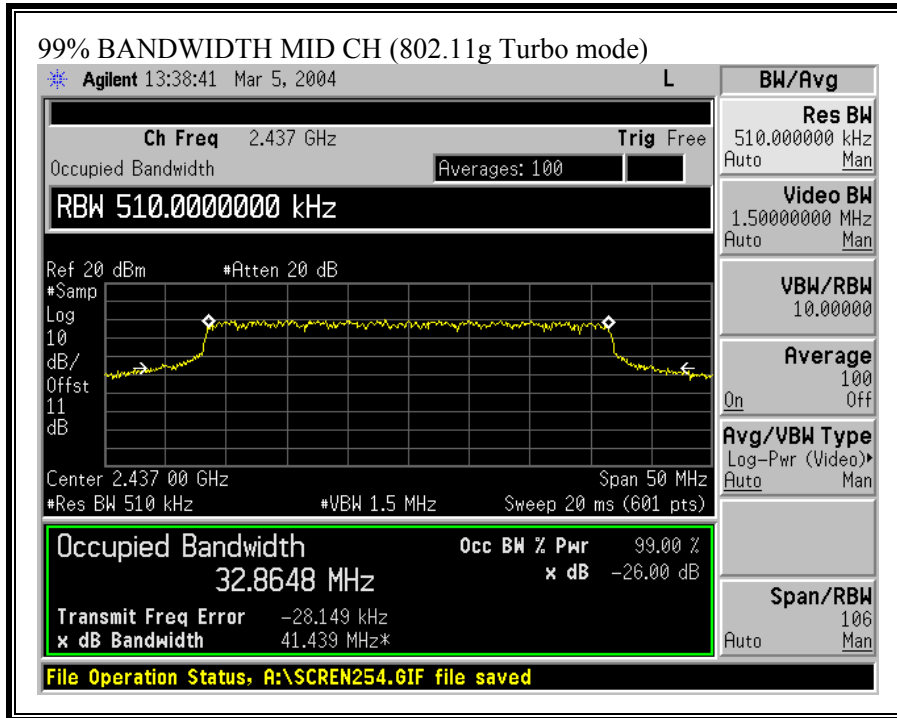 99% BANDWIDTH MID CH (802.11g Turbo mode)
Agilent 13:38:41 Mar 5, 2004 L
Ch Freq 2.437 GHz Trig Free
Occupied Bandwidth Averages: 100
RBW 510.0000000 kHz
Ref 20 dBm #Atten 20 dB
#Samp
Log
10
dB/
Offst
11
dB
Center 2.437 00 GHz Span 50 MHz
#Res BW 510 kHz #VBW 1.5 MHz Sweep 20 ms (601 pts)
Occupied Bandwidth Occ BW % Pwr 99.00 %
32.8648 MHz x dB -26.00 dB
Transmit Freq Error -28.149 kHz
x dB Bandwidth 41.439 MHz*
File Operation Status, A:\SCREN254.GIF file saved
BW/Avg
Res BW
510.000000 kHz
Auto Man
Video BW
1.50000000 MHz
Auto Man
VBW/RBW
10.00000
Average
100
On Off
Avg/VBW Type
Log-Pwr (Video)
Auto Man
Span/RBW
106
Auto Man